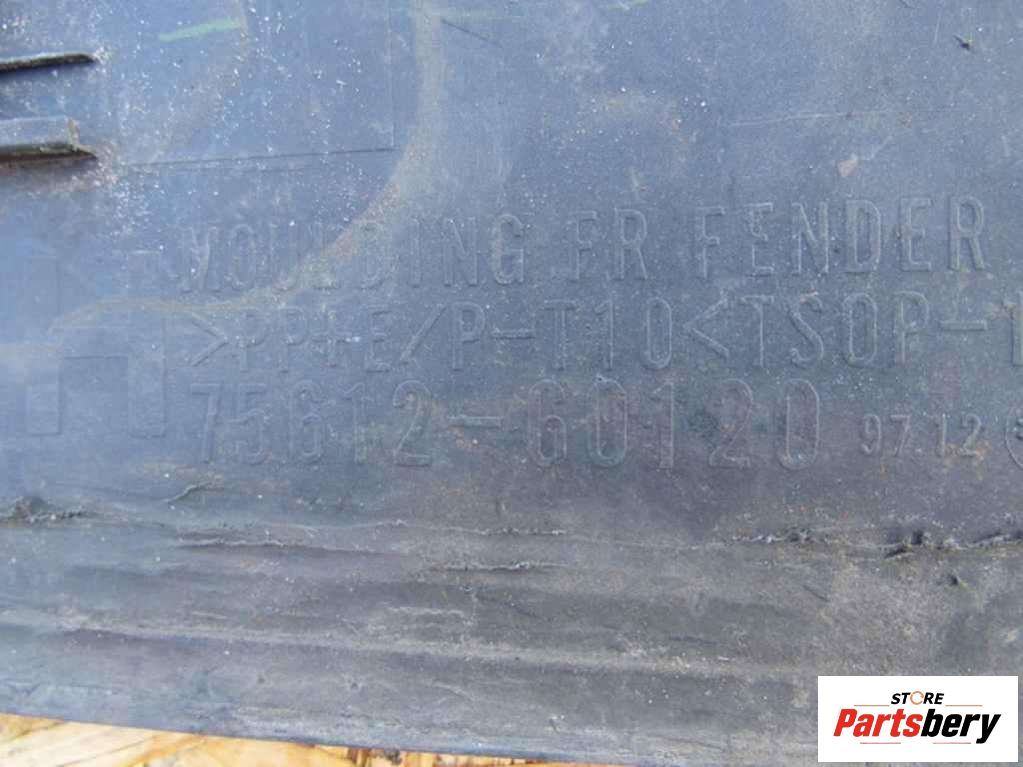 MOULDING FR FENDER
>PP+E/P-T10<TSOP-
75612-60120 97.12
STORE
Partsbery